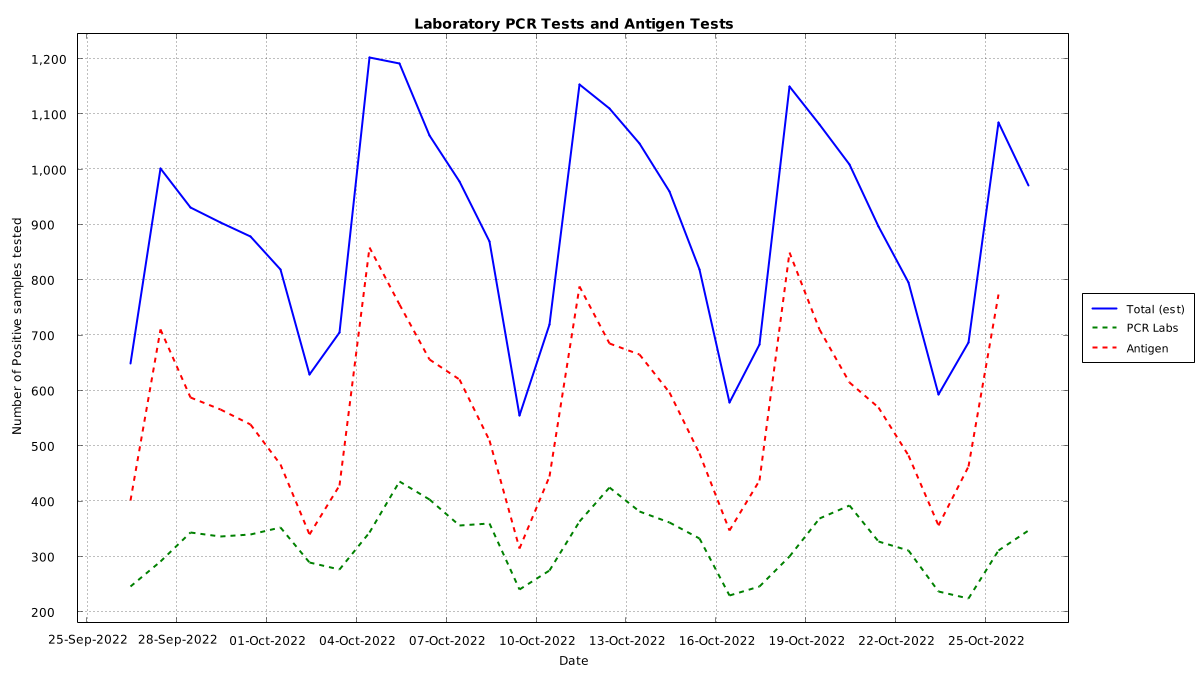 Laboratory PCR Tests and Antigen Tests
Number of Positive samples tested
1,200
1,100
1,000
900
800
700
600
500
400
300
200
25-Sep-2022 28-Sep-2022 01-Oct-2022 04-Oct-2022 07-Oct-2022 10-Oct-2022 13-Oct-2022 16-Oct-2022 19-Oct-2022 22-Oct-2022 25-Oct-2022
Date
Total (est)
PCR Labs
Antigen